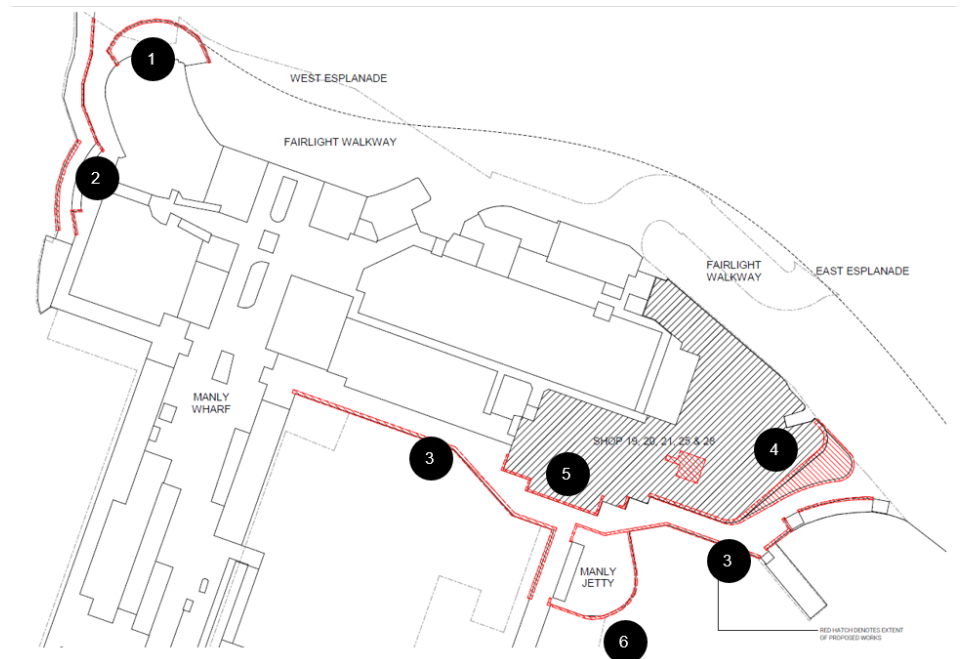 1
WEST ESPLANADE
FAIRLIGHT WALKWAY
2
FAIRLIGHT
WALKWAY
EAST ESPLANADE
MANLY
WHARF
SHOP 19, 20, 21, 25 & 28
4
3
5
3
MANLY
JETTY
6
RED HATCH DENOTES EXTENT
OF PROPOSED WORKS